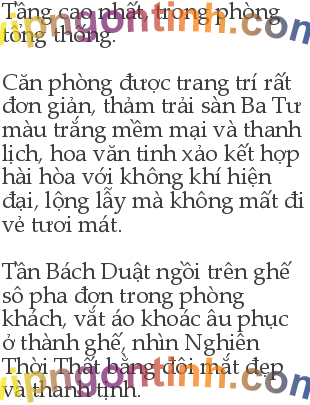 Tầng cao nhất, trong phòng
tổng thống.
Căn phòng được trang trí rất
đơn giản, thảm trải sàn Ba Tư
màu trắng mềm mại và thanh
lịch, hoa văn tinh xảo kết hợp
hài hòa với không khí hiện
đại, lộng lẫy mà không mất đi
vẻ tươi mát.
Tần Bách Duật ngồi trên ghế
sô pha đơn trong phòng
khách, vắt áo khoác âu phục
ở thành ghế, nhìn Nghiên
Thời Thất bằng đôi mắt đẹp
và thanh tịnh.